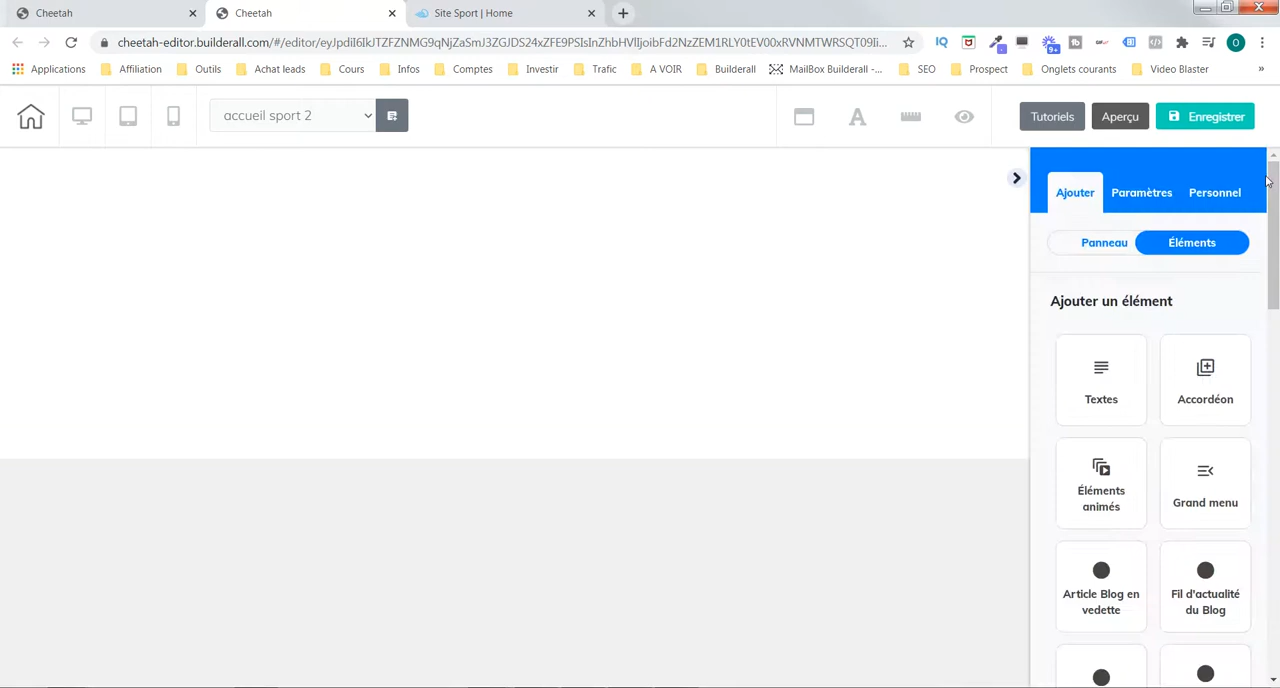 Cheetah
Cheetah
Site Sport | Home
cheetah-editor.builderall.com/#/editor/eyJpdiI6IkJTZFZNMG9qNjZaSmJ3ZGJDS24xZFE9PSIsInZhbHVlIjoibFd2NzZEM1RLY0tEV00xRVNMTWRSQT09Ii...
9+
Applications
Affiliation
Outils
Achat leads
Cours
Infos
Comptes
Investir
Trafic
A VOIR
Builderall
MailBox Builderall -...
SEO
Prospect
Onglets courants
Video Blaster
»
accueil sport 2
Tutoriels
Aperçu
Enregistrer
Ajouter
Paramètres
Personnel
Panneau
Éléments
Ajouter un élément
Textes
Accordéon
Éléments
animés
Grand menu
Article Blog en
vedette
Fil d'actualité
du Blog